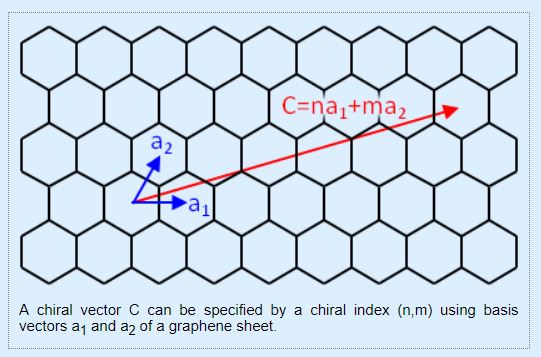 C=na₁+ma₂
a₂
a₁
A chiral vector C can be specified by a chiral index (n,m) using basis
vectors a₁ and a₂ of a graphene sheet.